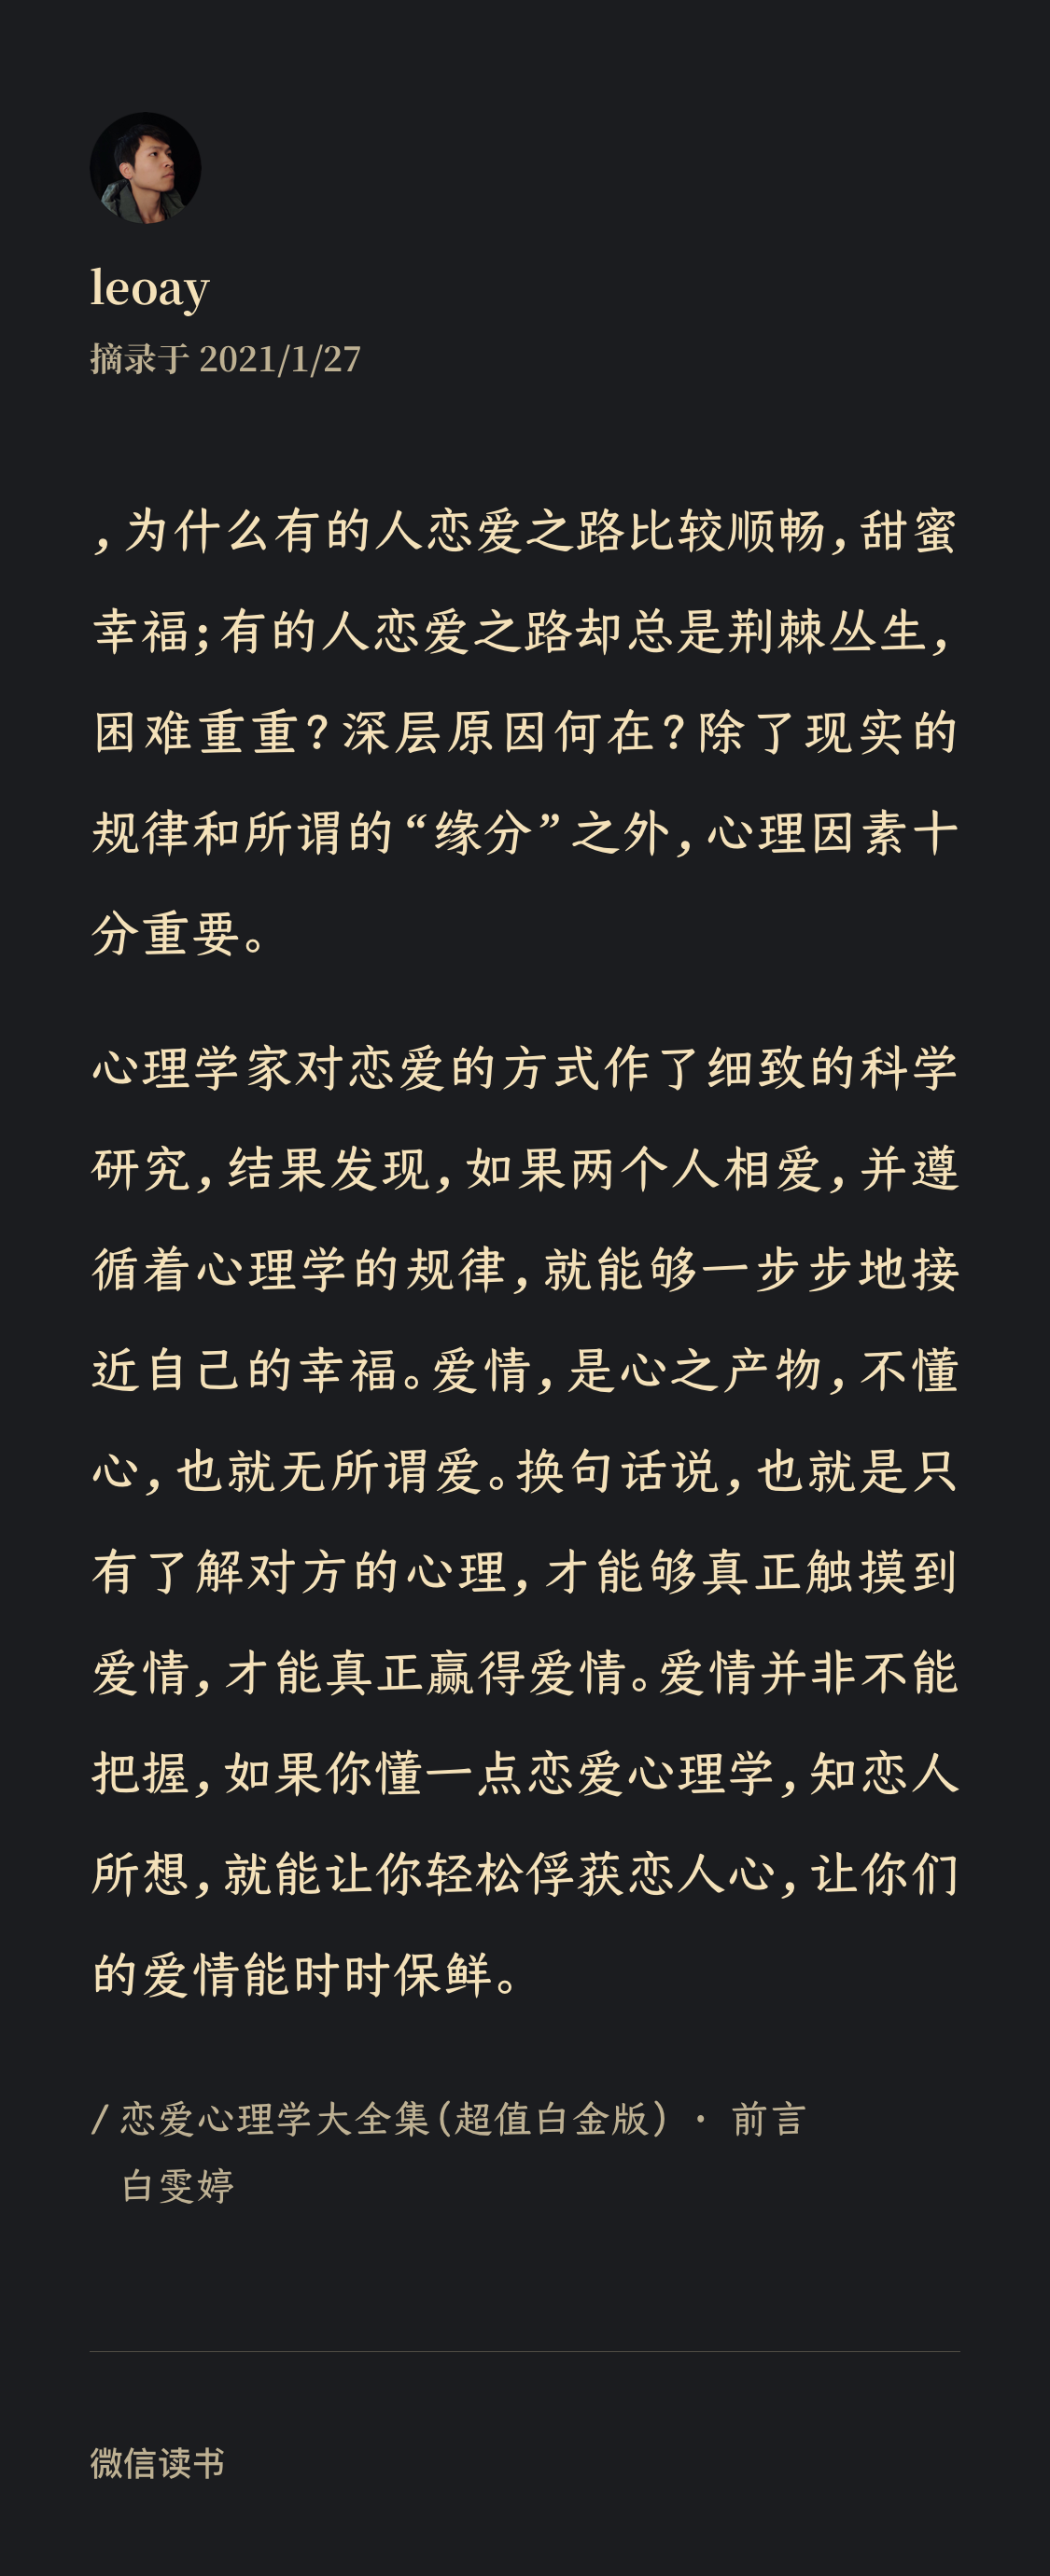 leoay
摘录于 2021/1/27
，为什么有的人恋爱之路比较顺畅，甜蜜
幸福；有的人恋爱之路却总是荆棘丛生，
困难重重？深层原因何在？除了现实的
规律和所谓的“缘分”之外，心理因素十
分重要。
心理学家对恋爱的方式作了细致的科学
研究，结果发现，如果两个人相爱，并遵
循着心理学的规律，就能够一步步地接
近自己的幸福。爱情，是心之产物，不懂
心，也就无所谓爱。换句话说，也就是只
有了解对方的心理，才能够真正触摸到
爱情，才能真正赢得爱情。爱情并非不能
把握，如果你懂一点恋爱心理学，知恋人
所想，就能让你轻松俘获恋人心，让你们
的爱情能时时保鲜。
/ 恋爱心理学大全集(超值白金版) · 前言
白雯婷
微信读书